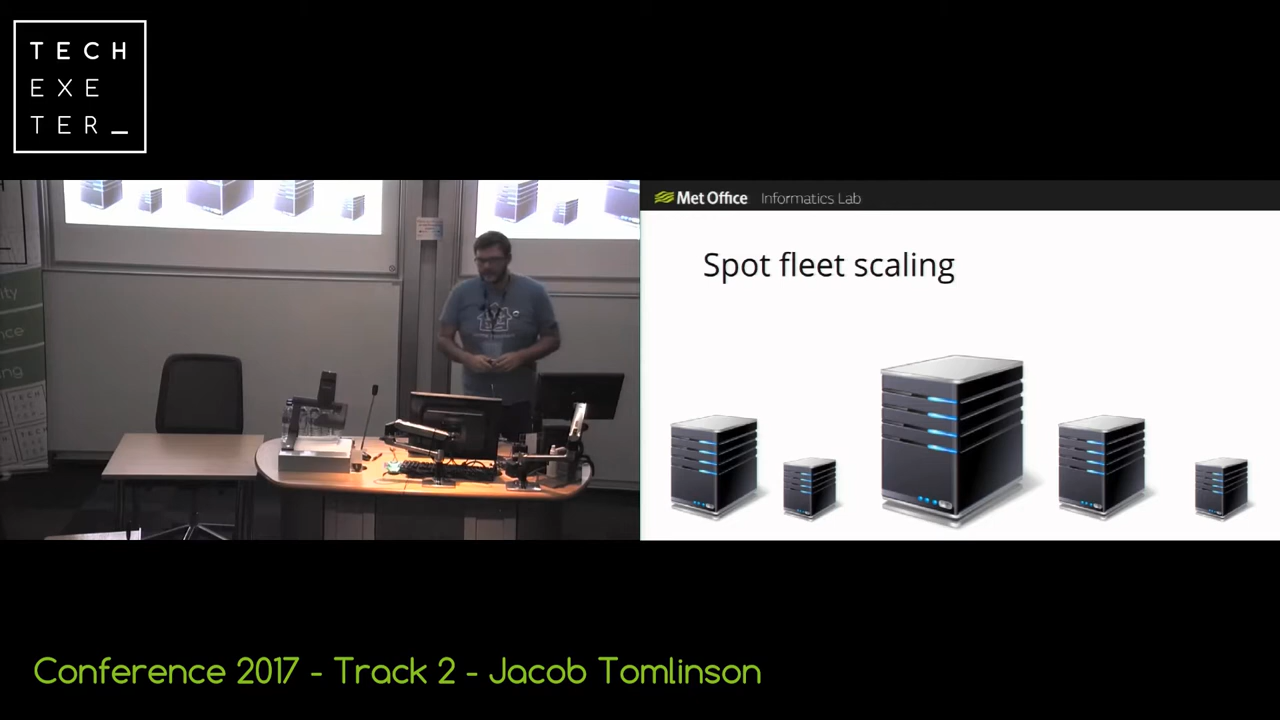 TECH
EXE
TER_
Met Office Informatics Lab
Spot fleet scaling
Conference 2017 - Track 2 - Jacob Tomlinson